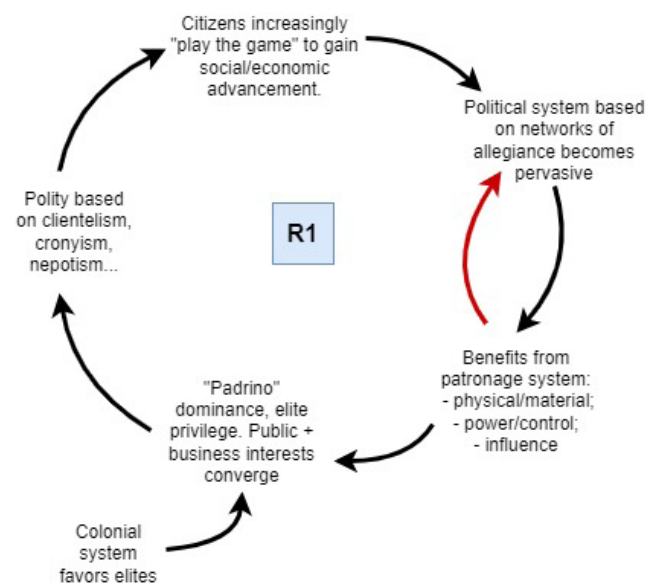 Citizens increasingly
"play the game" to gain
social/economic
advancement.
Political system based
on networks of
allegiance becomes
pervasive
Polity based
on clientelism,
cronyism,
nepotism...
R1
Benefits from
patronage system:
- physical/material;
- power/control;
- influence
"Padrino"
dominance, elite
privilege. Public +
business interests
converge
Colonial
system
favors elites